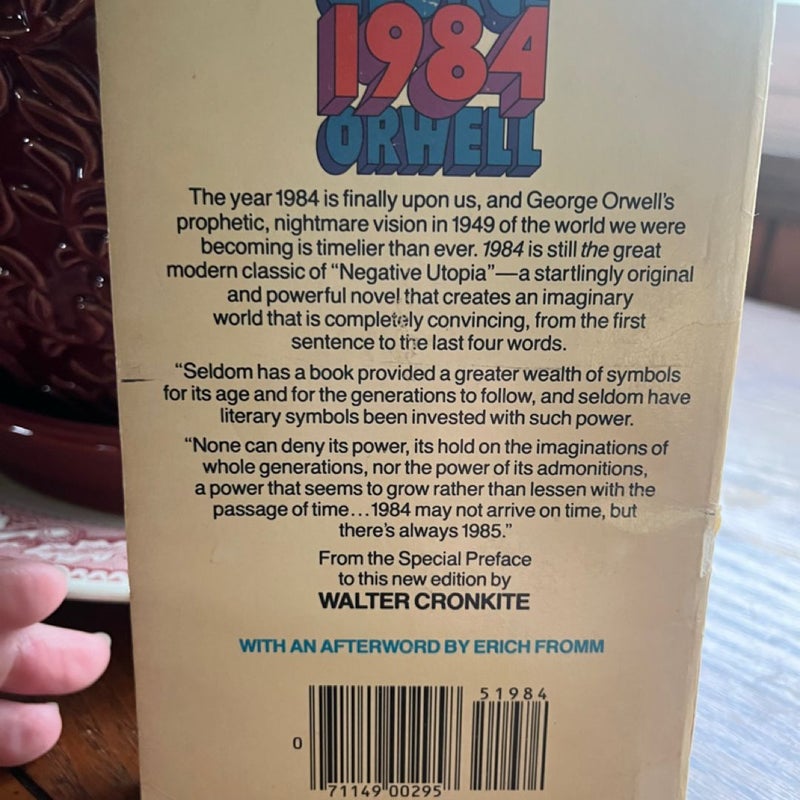 1984
ORWELL
The year 1984 is finally upon us, and George Orwell's
prophetic, nightmare vision in 1949 of the world we were
becoming is timelier than ever. 1984 is still the great
modern classic of “Negative Utopia”—a startlingly original
and powerful novel that creates an imaginary
world that is completely convincing, from the first
sentence to the last four words.
“Seldom has a book provided a greater wealth of symbols
for its age and for the generations to follow, and seldom have
literary symbols been invested with such power.
“None can deny its power, its hold on the imaginations of
whole generations, nor the power of its admonitions,
a power that seems to grow rather than lessen with the
passage of time...1984 may not arrive on time, but
there's always 1985.”
From the Special Preface
to this new edition by
WALTER CRONKITE
WITH AN AFTERWORD BY ERICH FROMM
51984
0
71149 00295